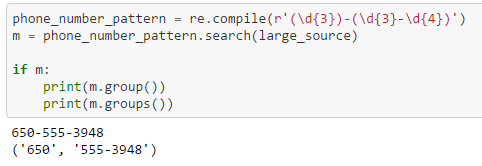 phone_number_pattern = re.compile(r'(\d{3})-(\d{3}-\d{4})')
m = phone_number_pattern.search(large_source)
if m:
    print(m.group())
    print(m.groups())
650-555-3948
('650', '555-3948')